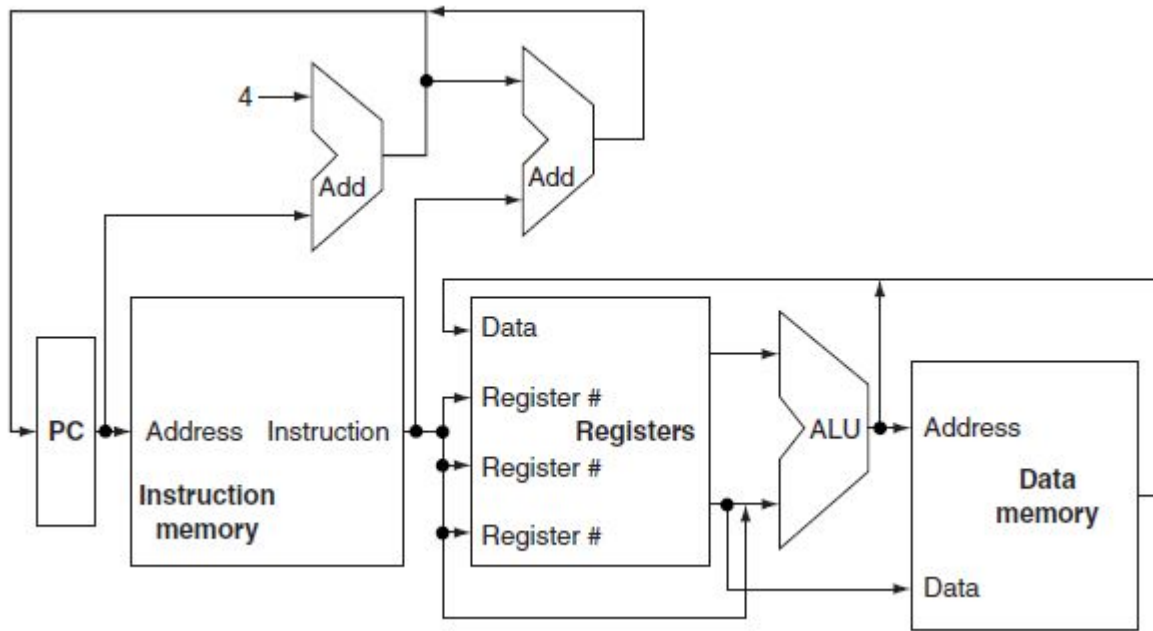 4
Add
Add
Data
Register #
PC
Address
Instruction
Registers
ALU
Address
Register #
Instruction
memory
Data
memory
Register #
Data